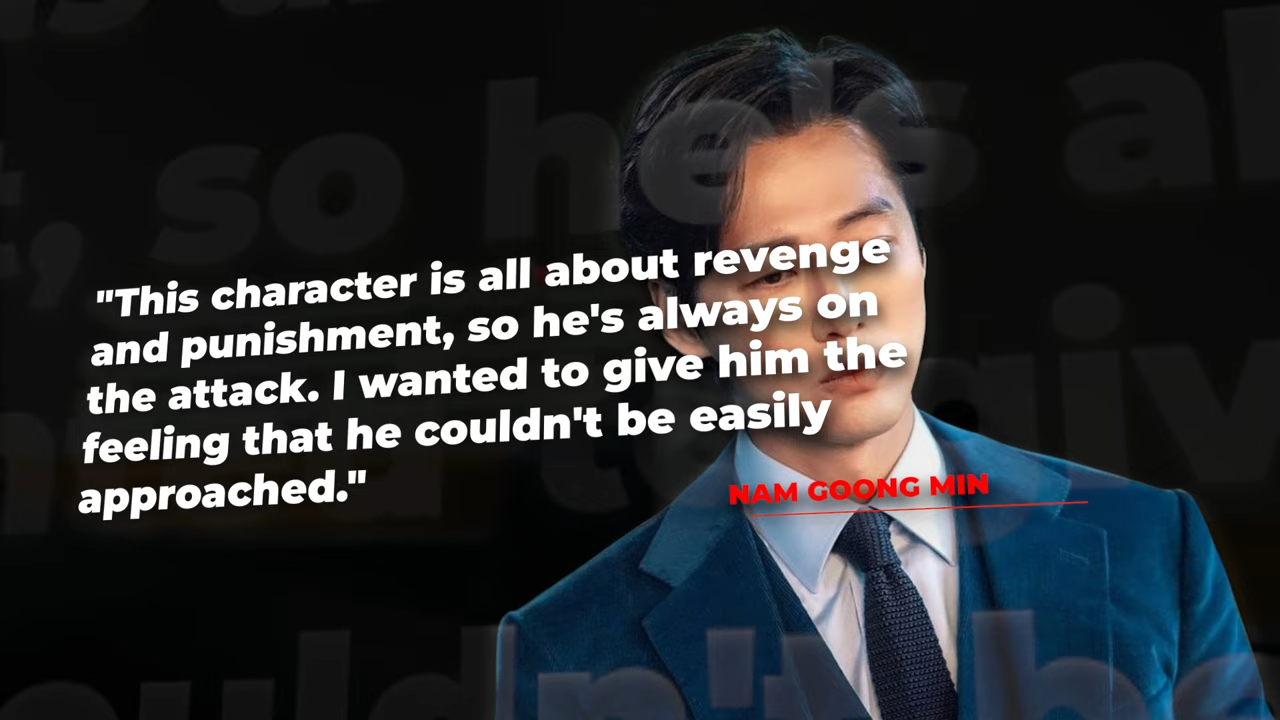 "This character is all about revenge
and punishment, so he's always on
the attack. I wanted to give him the
feeling that he couldn't be easily
approached."
NAM GOONG MIN